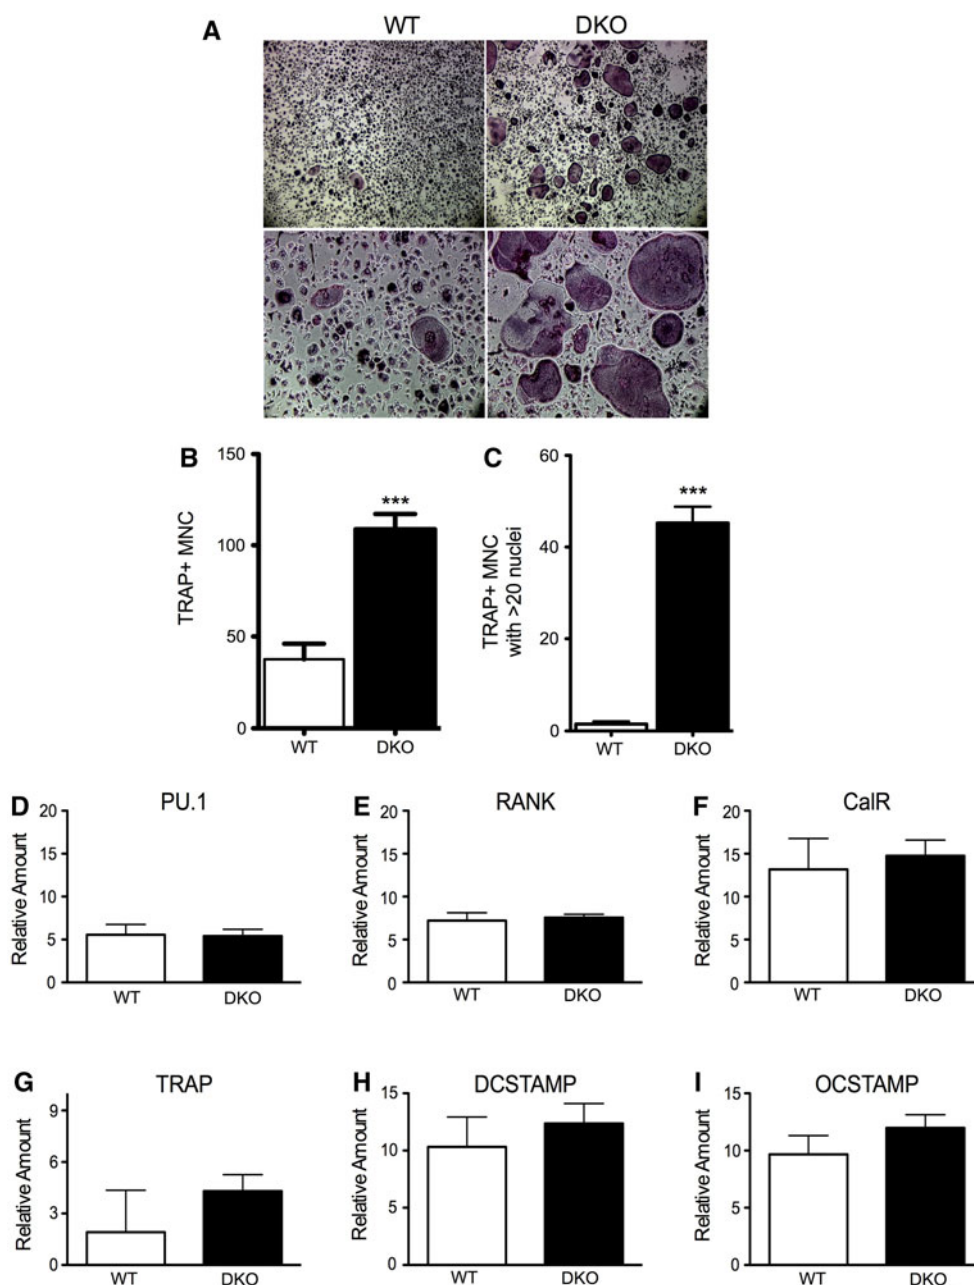 A
WT
DKO
B
TRAP+ MNC
150
100
50
0
***
WT
DKO
C
TRAP+ MNC
with >20 nuclei
60
40
20
0
***
WT
DKO
D
PU.1
Relative Amount
20
15
10
5
0
WT
DKO
E
RANK
Relative Amount
20
15
10
5
0
WT
DKO
F
CalR
Relative Amount
20
15
10
5
0
WT
DKO
G
TRAP
Relative Amount
9
6
3
0
WT
DKO
H
DCSTAMP
Relative Amount
15
10
5
0
WT
DKO
I
OCSTAMP
Relative Amount
15
10
5
0
WT
DKO